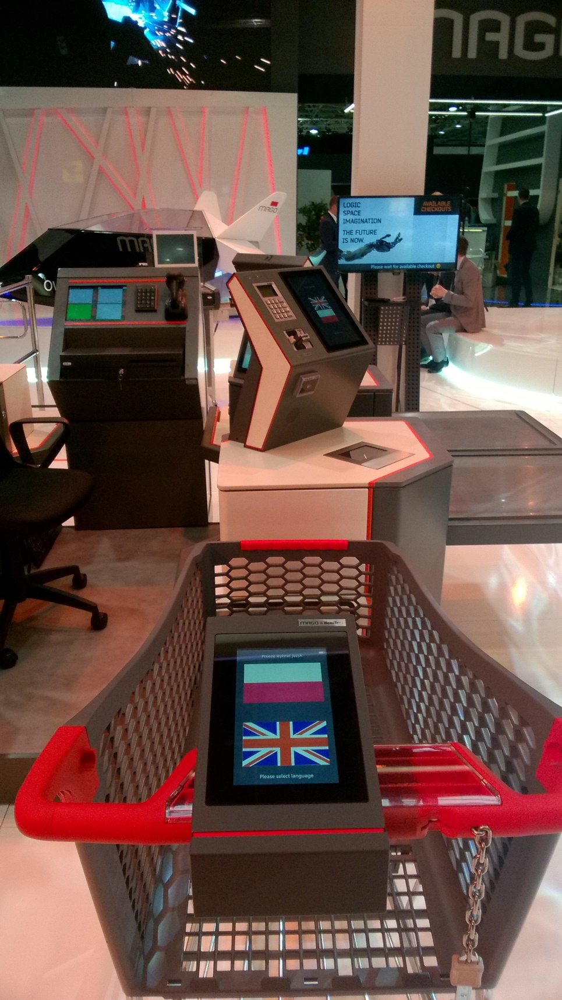 MAGO
LOGIC
SPACE
IMAGINATION
THE FUTURE
IS NOW.
AVAILABLE
CHECKOUTS
Please wait for available checkout
MAGO &
Proszę wybrać język
Please select language